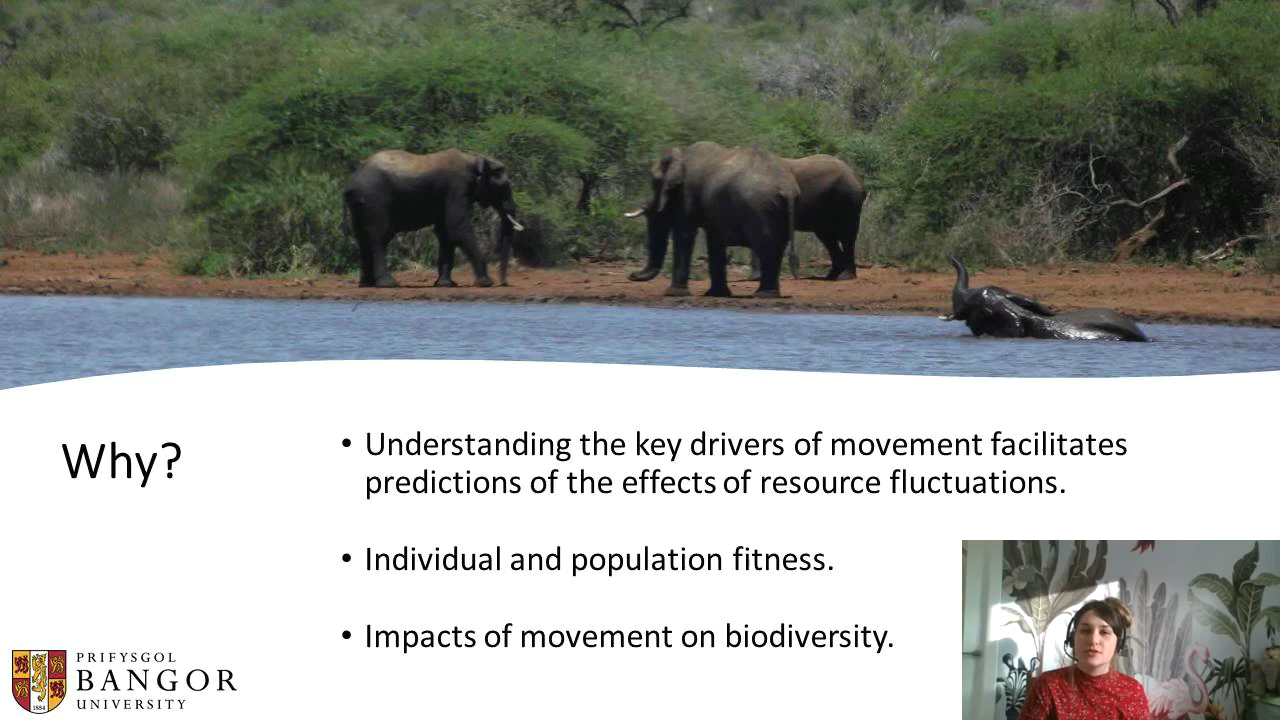 Why?
• Understanding the key drivers of movement facilitates
predictions of the effects of resource fluctuations.
• Individual and population fitness.
• Impacts of movement on biodiversity.
PRIFYSGOL
BANGOR
UNIVERSITY
1884